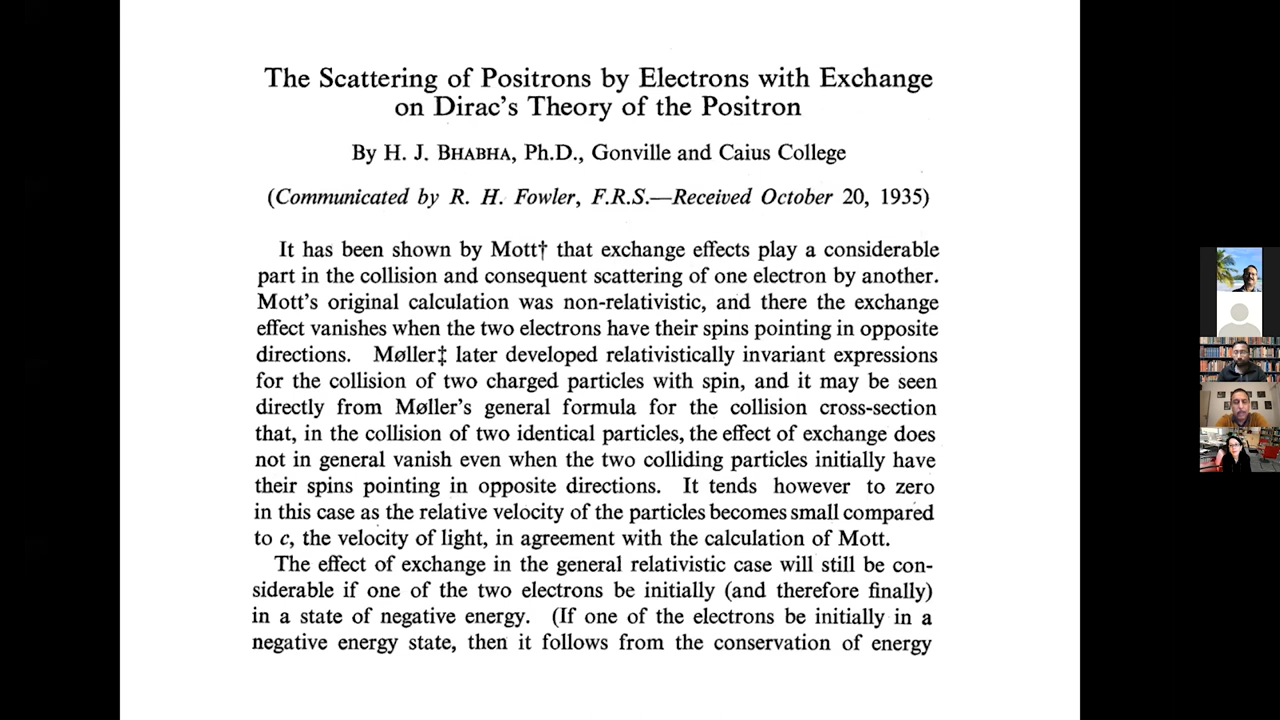 The Scattering of Positrons by Electrons with Exchange
on Dirac's Theory of the Positron
By H. J. BHABHA, Ph.D., Gonville and Caius College
(Communicated by R. H. Fowler, F.R.S.—Received October 20, 1935)
It has been shown by Mott† that exchange effects play a considerable
part in the collision and consequent scattering of one electron by another.
Mott's original calculation was non-relativistic, and there the exchange
effect vanishes when the two electrons have their spins pointing in opposite
directions. Møller‡ later developed relativistically invariant expressions
for the collision of two charged particles with spin, and it may be seen
directly from Møller's general formula for the collision cross-section
that, in the collision of two identical particles, the effect of exchange does
not in general vanish even when the two colliding particles initially have
their spins pointing in opposite directions. It tends however to zero
in this case as the relative velocity of the particles becomes small compared
to c, the velocity of light, in agreement with the calculation of Mott.
The effect of exchange in the general relativistic case will still be con-
siderable if one of the two electrons be initially (and therefore finally)
in a state of negative energy. (If one of the electrons be initially in a
negative energy state, then it follows from the conservation of energy